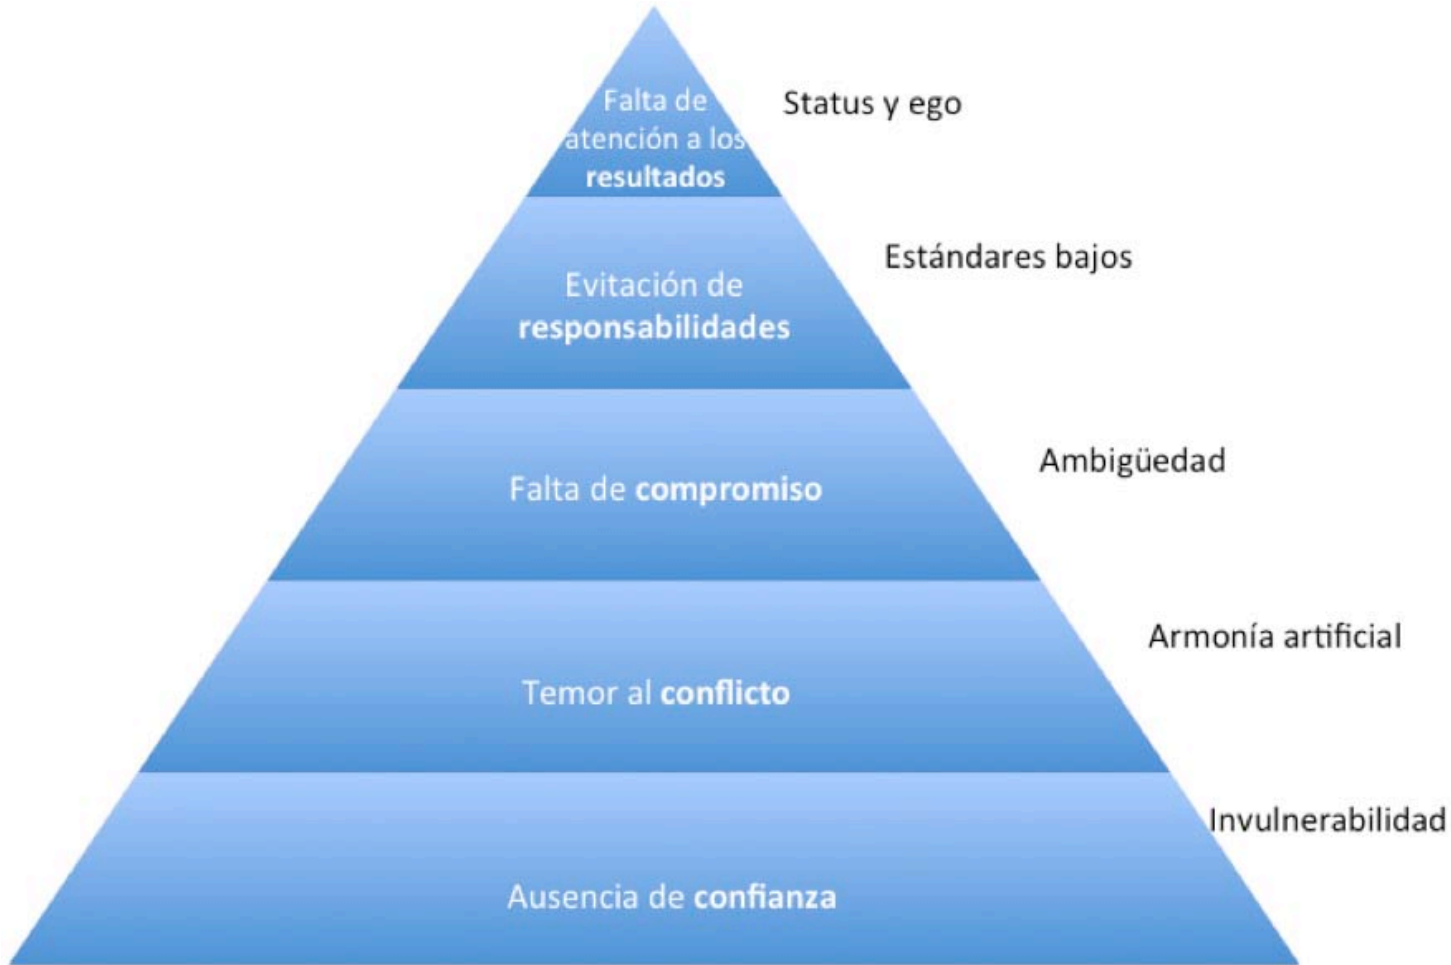 Falta de
atención a los
resultados
Status y ego
Estándares bajos
Evitación de
responsabilidades
Ambigüedad
Falta de compromiso
Armonía artificial
Temor al conflicto
Invulnerabilidad
Ausencia de confianza